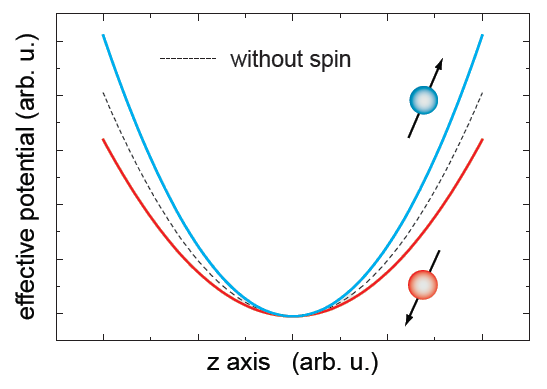 without spin
effective potential (arb. u.)
z axis (arb. u.)